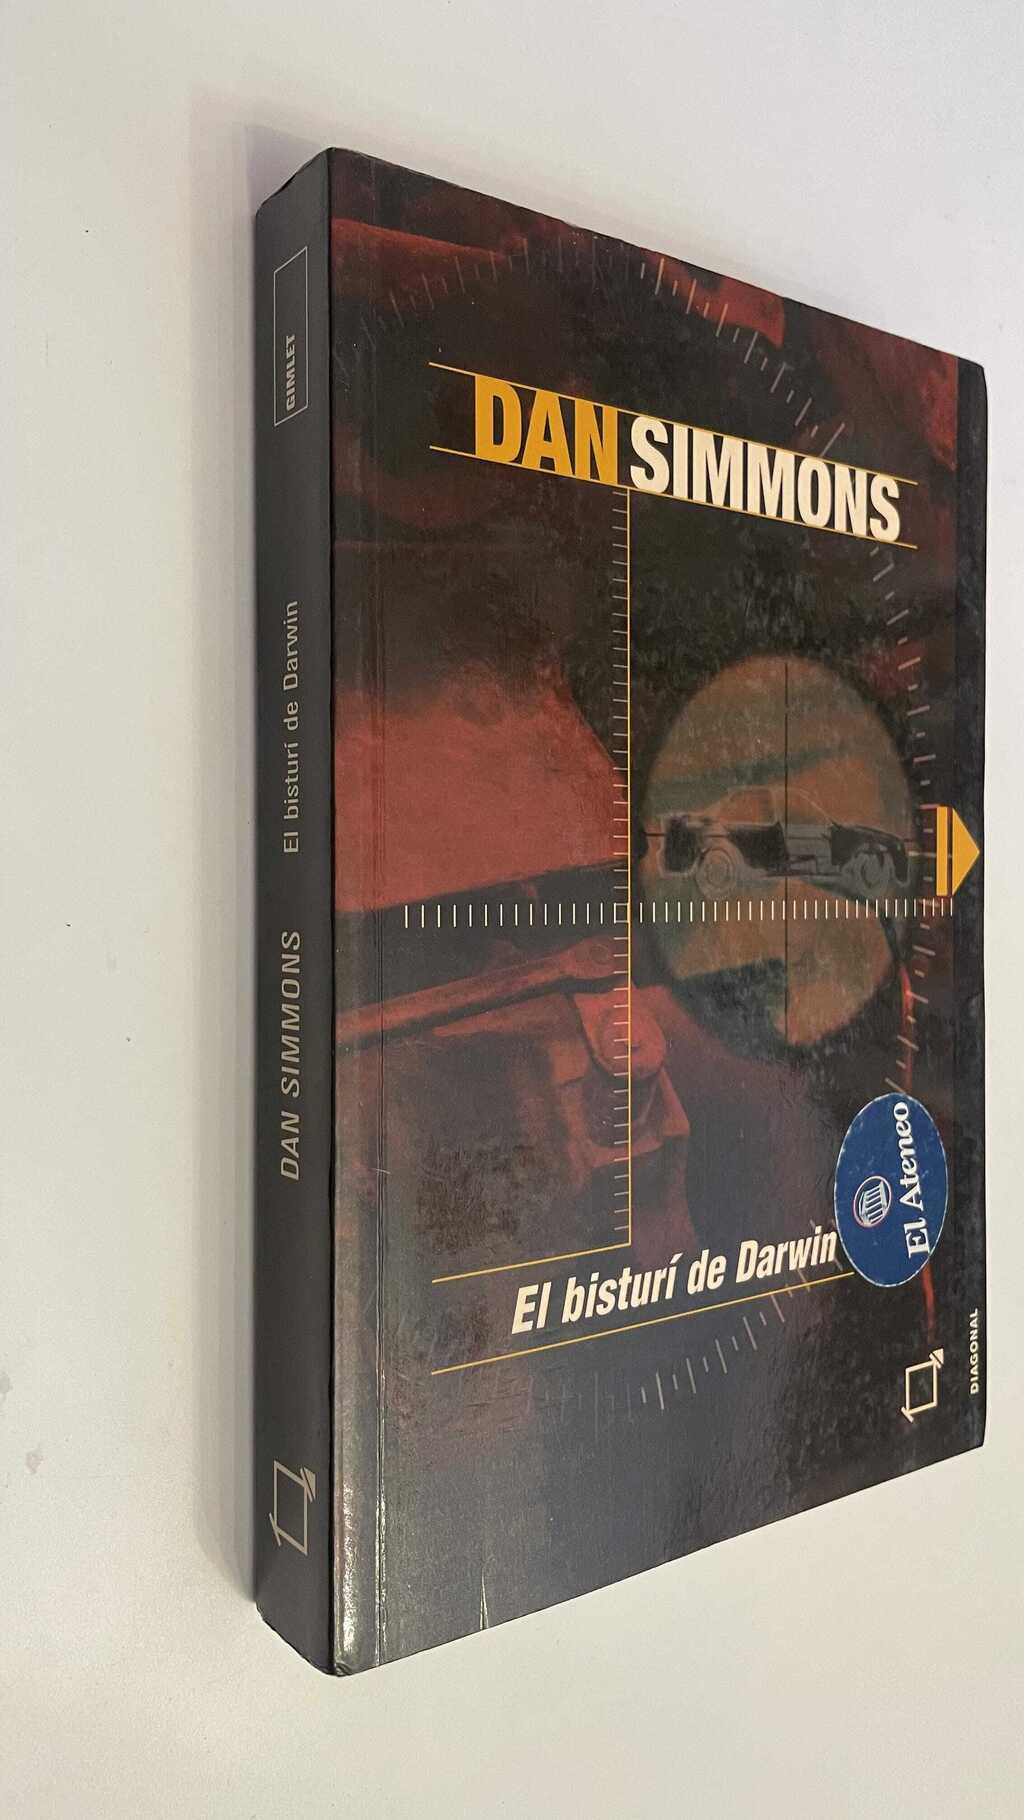 GIMLET
El bisturí de Darwin
DAN SIMMONS
DAN SIMMONS
El bisturí de Darwin
El Ateneo
DIAGONAL